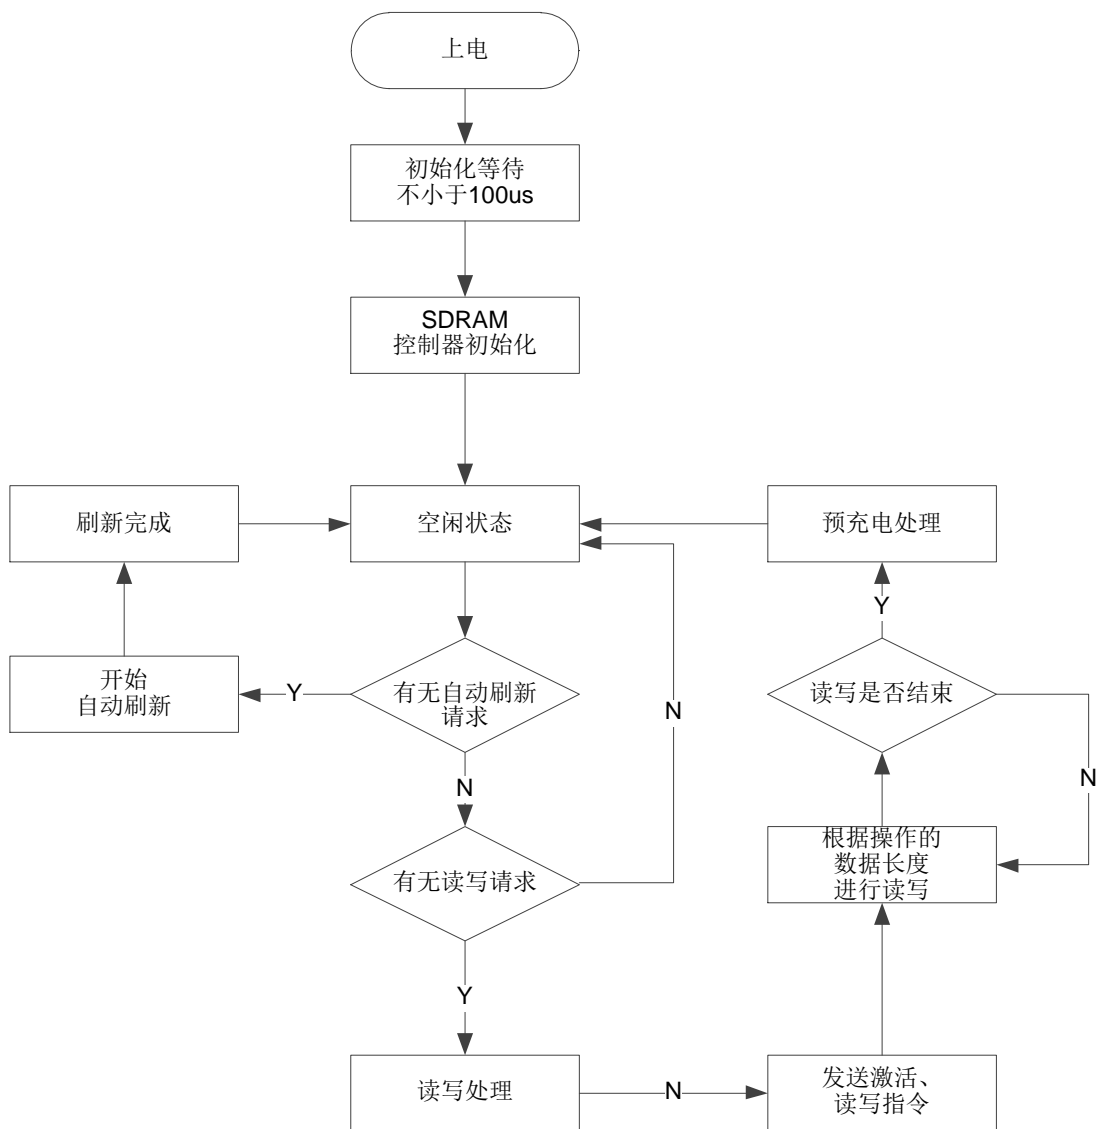 上电
初始化等待
不小于100us
SDRAM
控制器初始化
刷新完成
空闲状态
预充电处理
Y
开始
自动刷新
Y
有无自动刷新
请求
N
读写是否结束
N
N
有无读写请求
根据操作的
数据长度
进行读写
Y
读写处理
N
发送激活、
读写指令